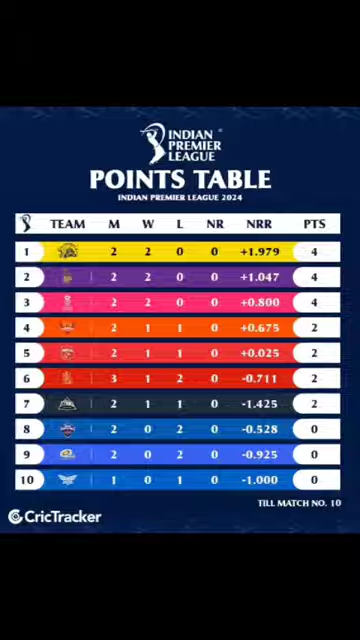 INDIAN
PREMIER
LEAGUE
POINTS TABLE
INDIAN PREMIER LEAGUE 2024
TEAM M W L NR NRR PTS
1 2 2 0 0 +1.979 4
2 2 2 0 0 +1.047 4
3 2 2 0 0 +0.800 4
4 2 1 1 0 +0.675 2
5 2 1 1 0 +0.025 2
6 3 1 2 0 -0.711 2
7 2 1 1 0 -1.425 2
8 2 0 2 0 -0.528 0
9 2 0 2 0 -0.925 0
10 1 0 1 0 -1.000 0
TILL MATCH NO. 10
CricTracker